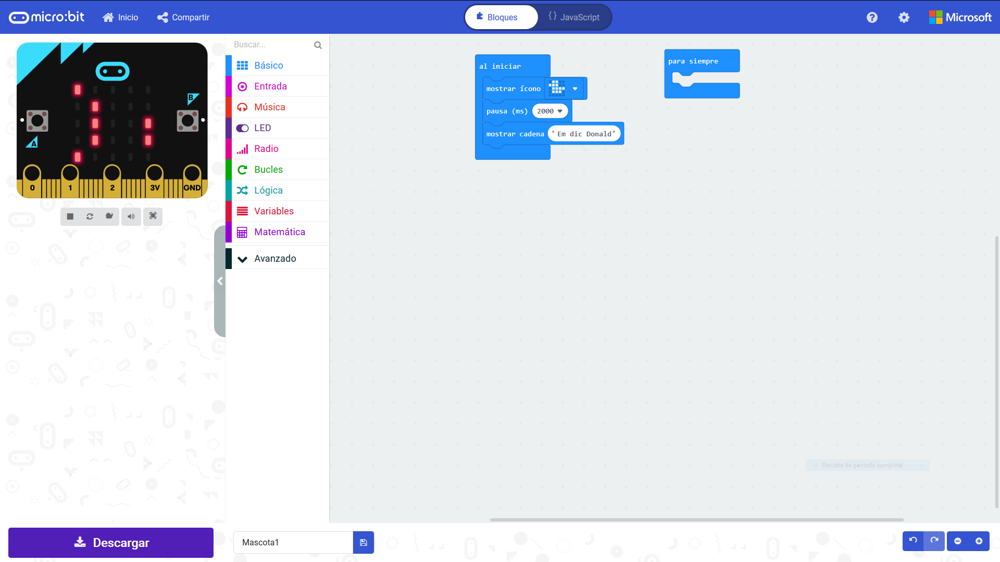 micro:bit
Inicio
Compartir
Bloques
{} JavaScript
?
Microsoft
B
A
0 1 2 3V GND
Buscar...
Básico
Entrada
Música
LED
Radio
Bucles
Lógica
Variables
Matemática
Avanzado
al iniciar
mostrar ícono
pausa (ms) 2000
mostrar cadena "Em dic Donald"
para siempre
Recorte de pantalla completa
Descargar
Mascota1